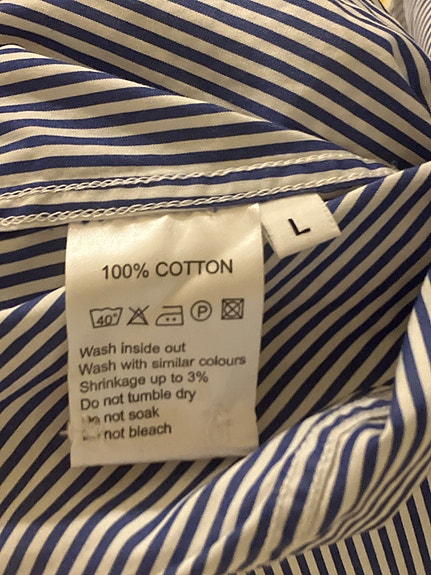 L
100% COTTON
40° P
Wash inside out
Wash with similar colours
Shrinkage up to 3%
Do not tumble dry
not soak
not bleach